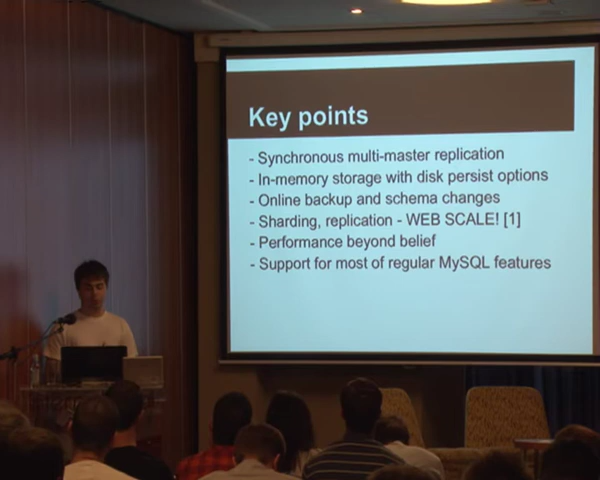 Key points
- Synchronous multi-master replication
- In-memory storage with disk persist options
- Online backup and schema changes
- Sharding, replication - WEB SCALE! [1]
- Performance beyond belief
- Support for most of regular MySQL features